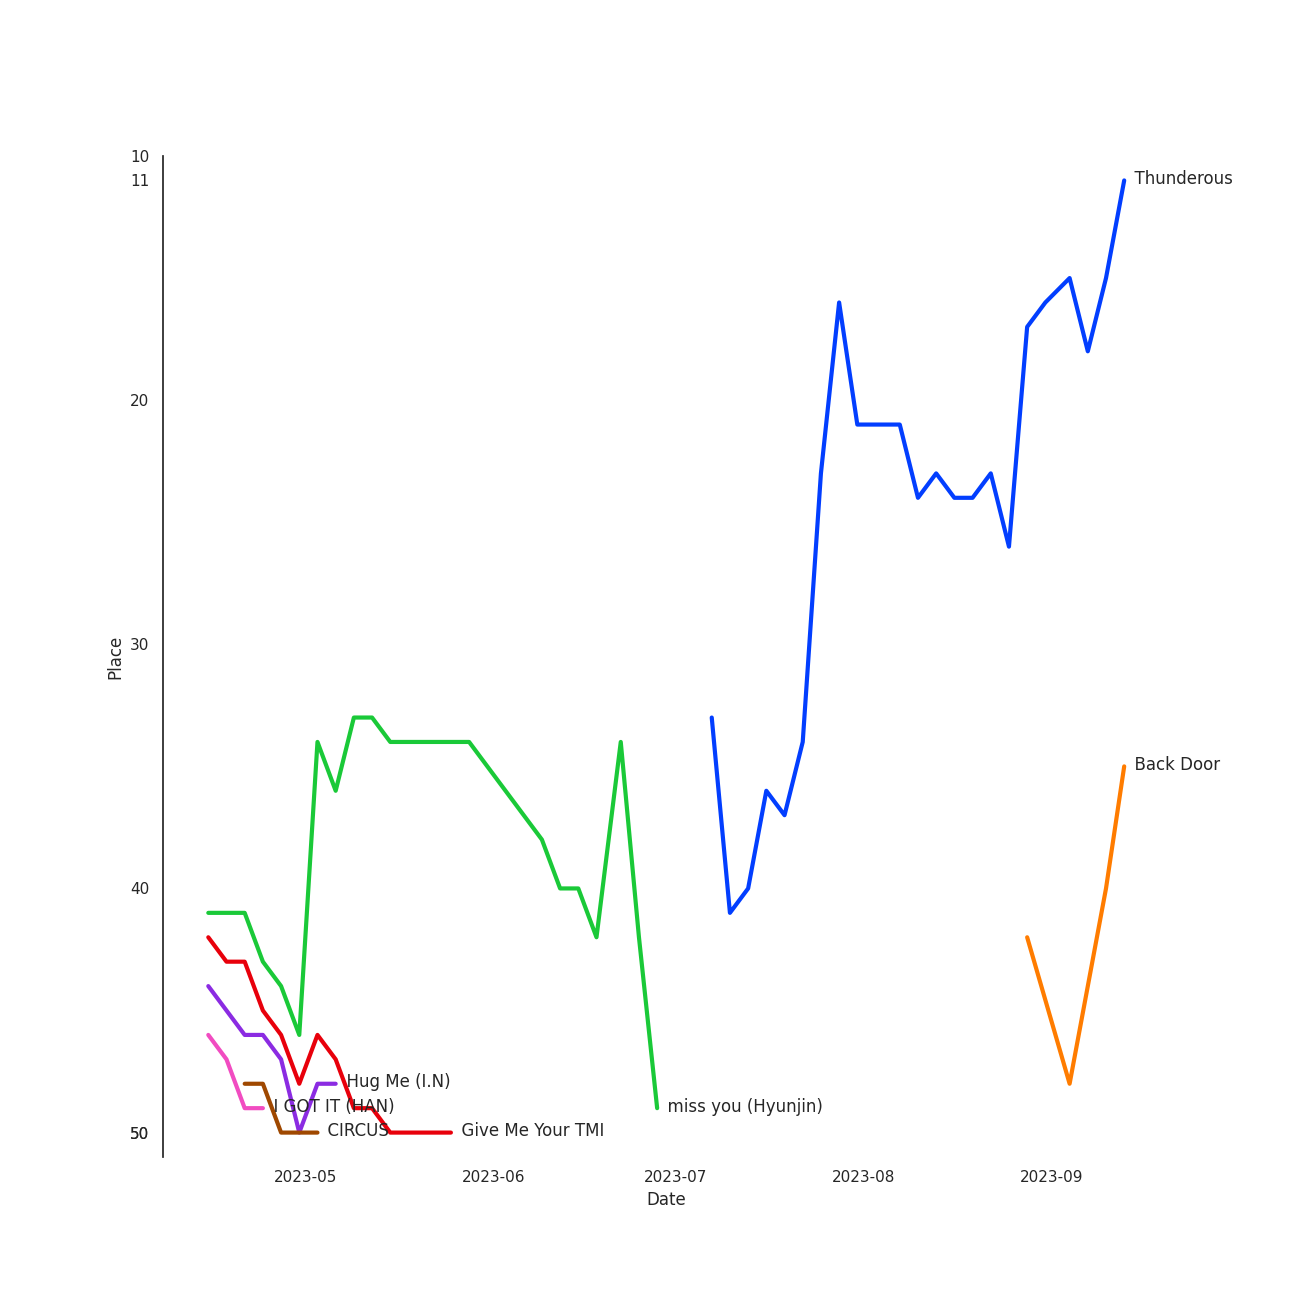 10
11
Thunderous
20
30
Place
Back Door
40
Hug Me (I.N)
I GOT IT (HAN)
miss you (Hyunjin)
50
CIRCUS
Give Me Your TMI
2023-05
2023-06
2023-07
2023-08
2023-09
Date